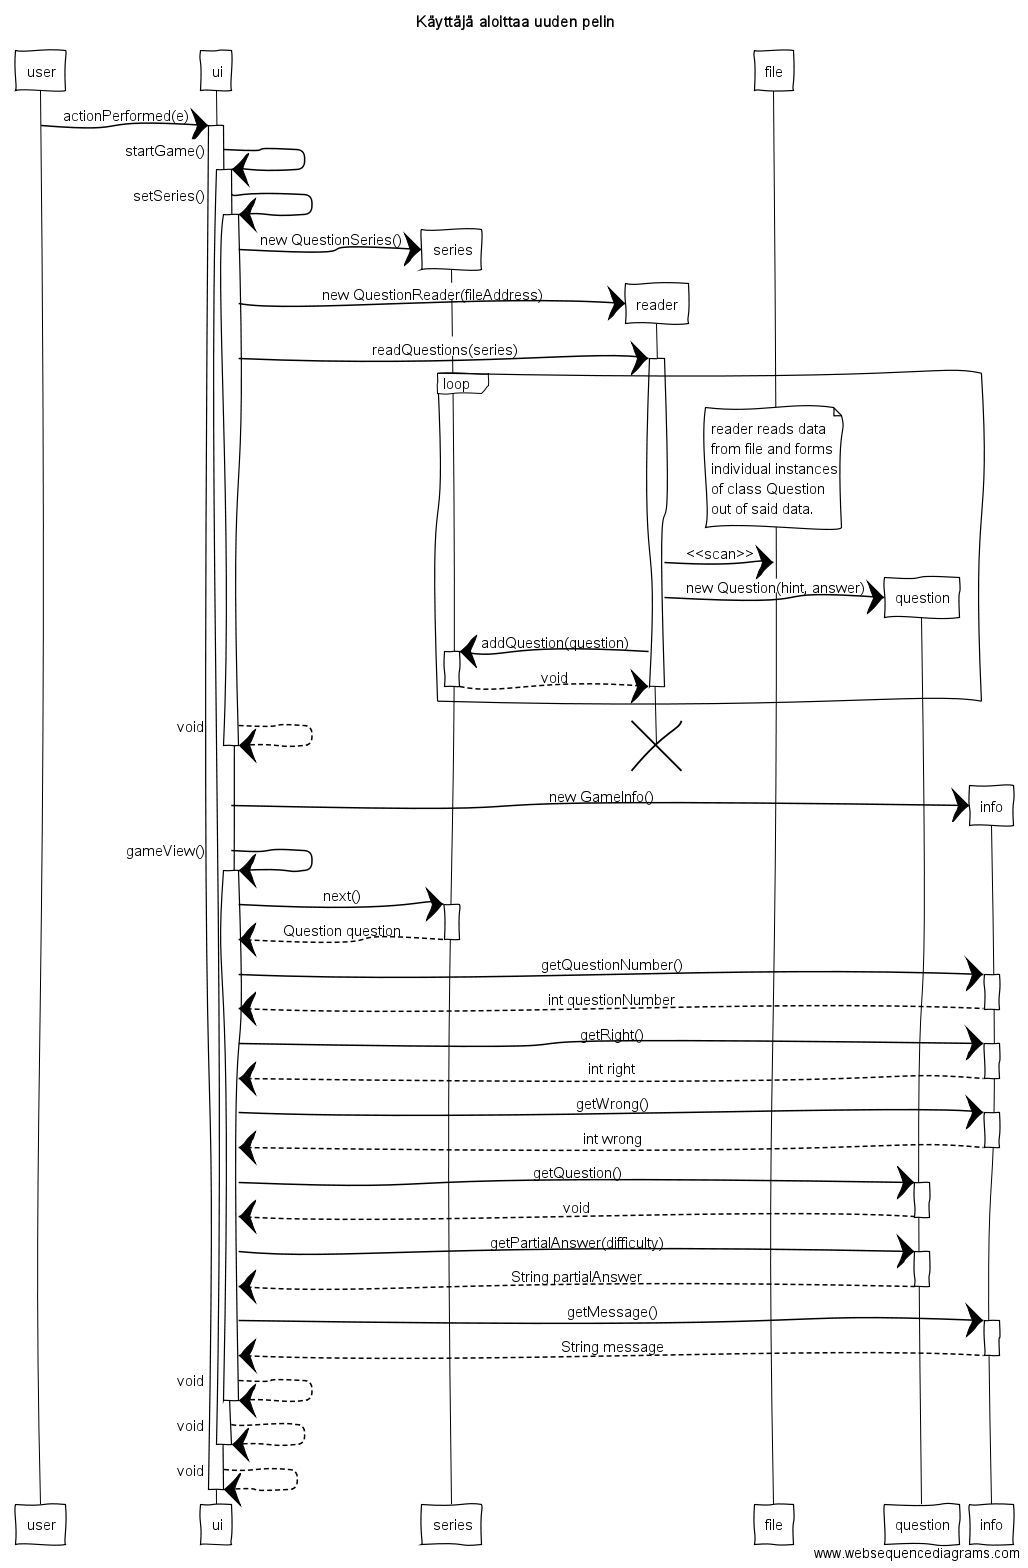 Käyttäjä aloittaa uuden pelin
user
ui
file
actionPerformed(e)
startGame()
setSeries()
new QuestionSeries()
series
new QuestionReader(fileAddress)
reader
readQuestions(series)
loop
reader reads data
from file and forms
individual instances
of class Question
out of said data.
<<scan>>
new Question(hint, answer)
question
addQuestion(question)
void
void
new GameInfo()
info
gameView()
next()
Question question
getQuestionNumber()
int questionNumber
getRight()
int right
getWrong()
int wrong
getQuestion()
void
getPartialAnswer(difficulty)
String partialAnswer
getMessage()
String message
void
void
void
user
ui
series
file
question
info
www.websequencediagrams.com